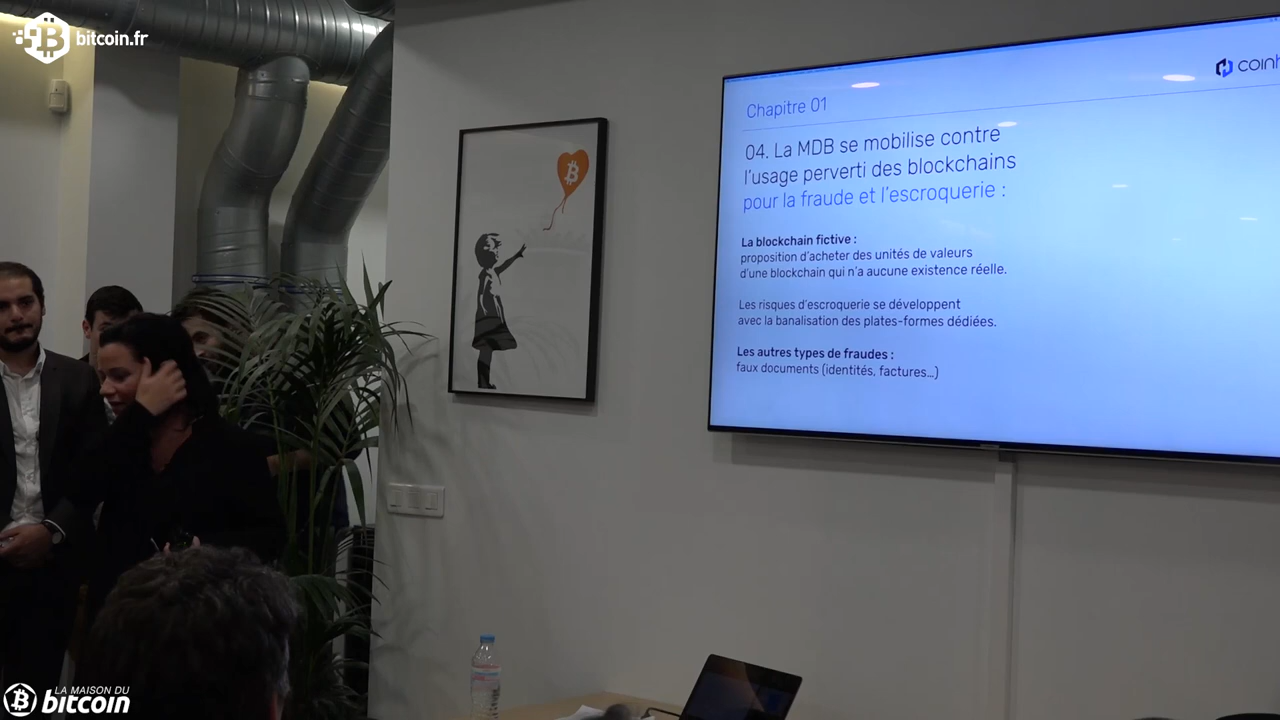 bitcoin.fr
coinh
Chapitre 01
04. La MDB se mobilise contre
l'usage perverti des blockchains
pour la fraude et l'escroquerie :
La blockchain fictive :
proposition d'acheter des unités de valeurs
d'une blockchain qui n'a aucune existence réelle.
Les risques d'escroquerie se développent
avec la banalisation des plates-formes dédiées.
Les autres types de fraudes :
faux documents (identités, factures...)
LA MAISON DU
bitcoin